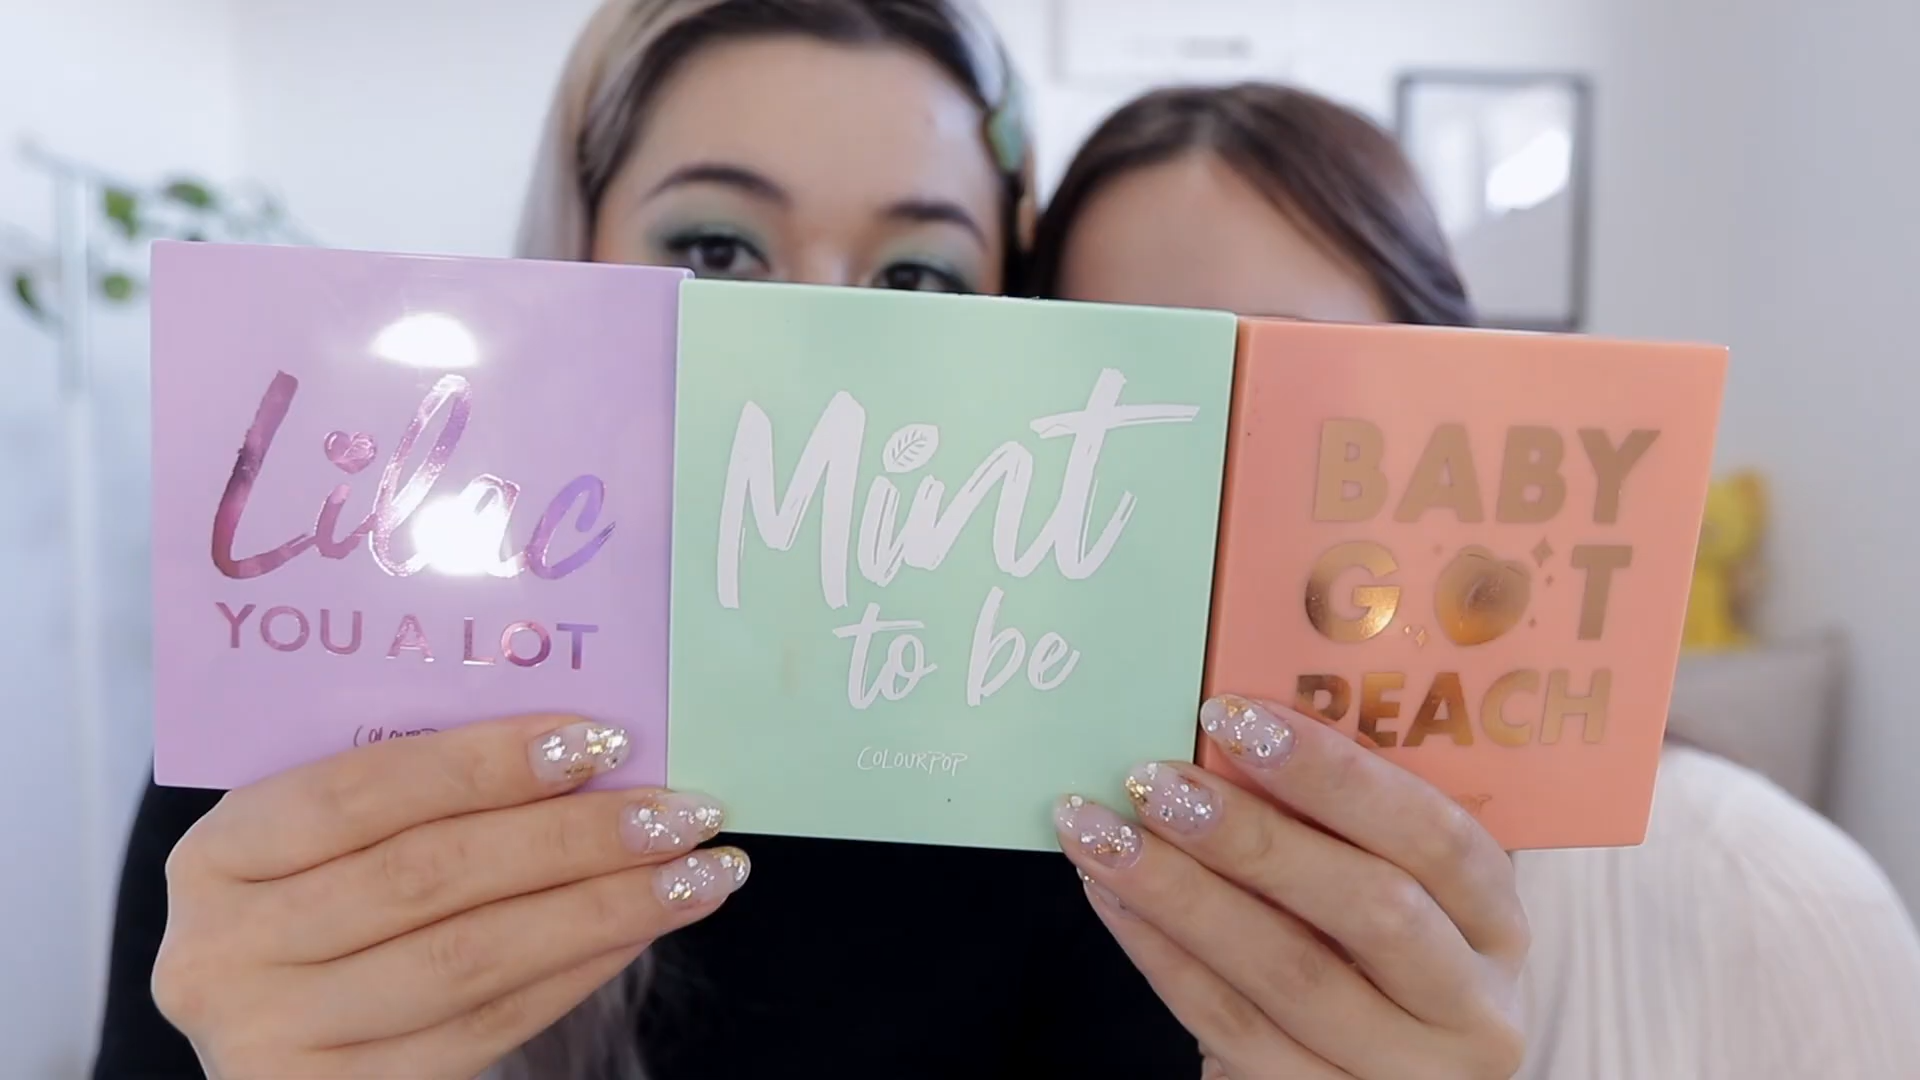 Lilac
YOU A LOT
Mint
to be
COLOURPOP
BABY
GOT
PEACH